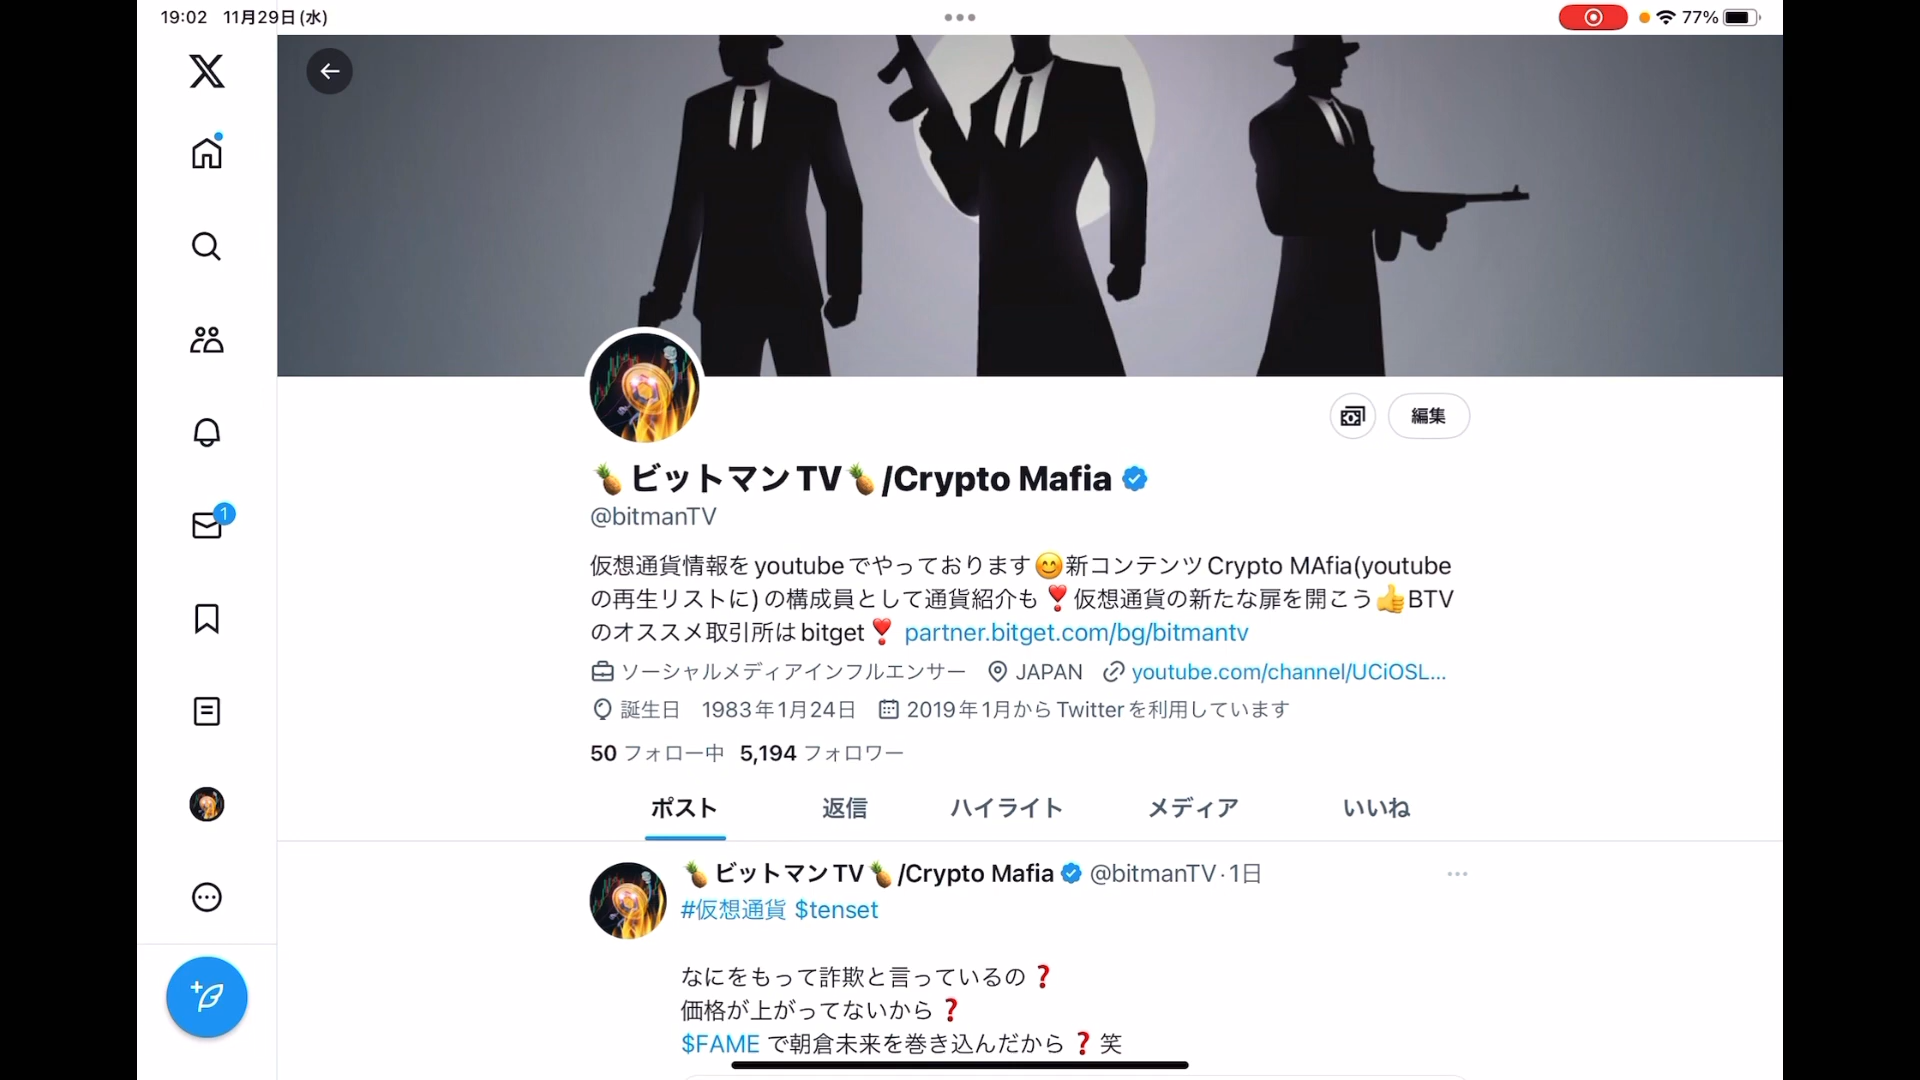 19:02 11月29日(水)
77%
編集
🍍ビットマンTV🍍/Crypto Mafia
@bitmanTV
仮想通貨情報をyoutubeでやっております😊新コンテンツCrypto MAfia(youtube
の再生リストに)の構成員として通貨紹介も❣️仮想通貨の新たな扉を開こう👍BTV
のオススメ取引所はbitget❣️ partner.bitget.com/bg/bitmantv
ソーシャルメディアインフルエンサー JAPAN youtube.com/channel/UCiOSL...
誕生日 1983年1月24日 2019年1月からTwitterを利用しています
50 フォロー中 5,194 フォロワー
ポスト 返信 ハイライト メディア いいね
🍍ビットマンTV🍍/Crypto Mafia @bitmanTV·1日
#仮想通貨 $tenset
なにをもって詐欺と言っているの❓
価格が上がってないから❓
$FAME で朝倉未来を巻き込んだから❓笑
1